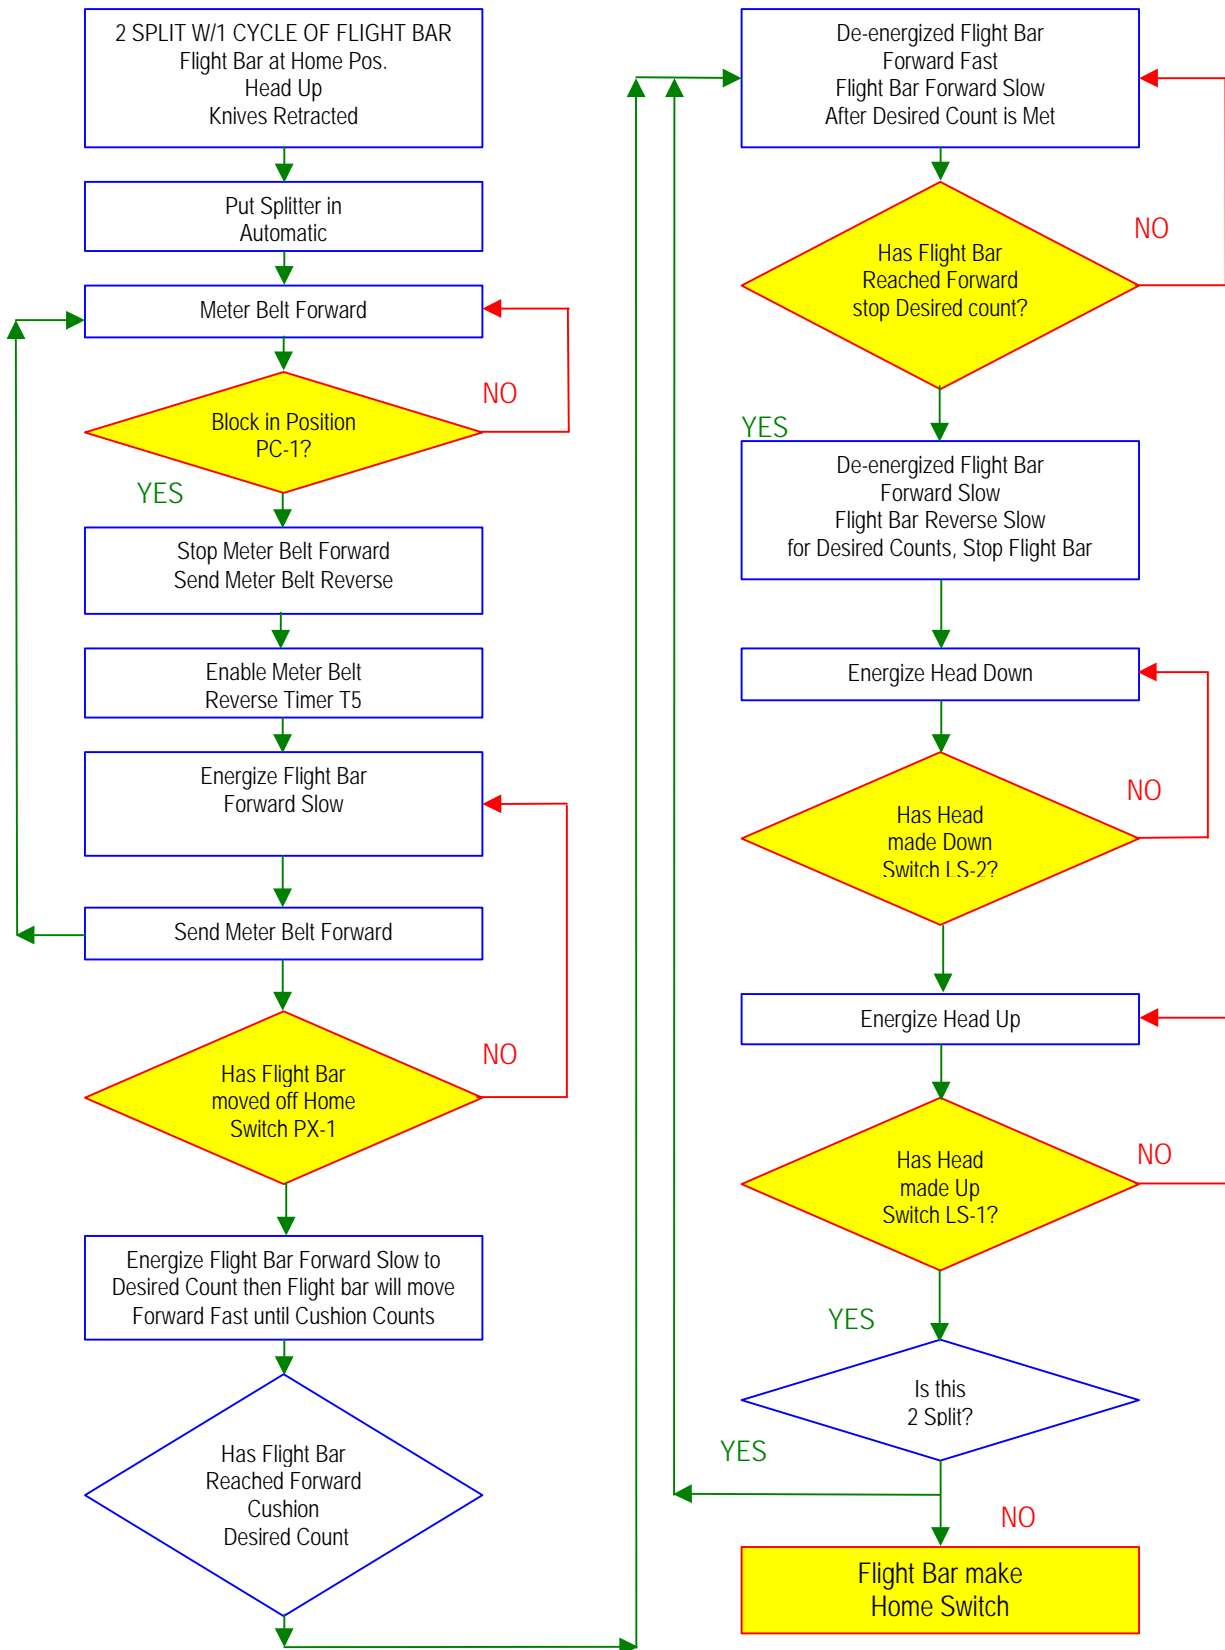 2 SPLIT W/1 CYCLE OF FLIGHT BAR
Flight Bar at Home Pos.
Head Up
Knives Retracted
Put Splitter in
Automatic
Meter Belt Forward
NO
Block in Position
PC-1?
YES
Stop Meter Belt Forward
Send Meter Belt Reverse
Enable Meter Belt
Reverse Timer T5
Energize Flight Bar
Forward Slow
Send Meter Belt Forward
NO
Has Flight Bar
moved off Home
Switch PX-1
Energize Flight Bar Forward Slow to
Desired Count then Flight bar will move
Forward Fast until Cushion Counts
Has Flight Bar
Reached Forward
Cushion
Desired Count
De-energized Flight Bar
Forward Fast
Flight Bar Forward Slow
After Desired Count is Met
NO
Has Flight Bar
Reached Forward
stop Desired count?
YES
De-energized Flight Bar
Forward Slow
Flight Bar Reverse Slow
for Desired Counts, Stop Flight Bar
Energize Head Down
NO
Has Head
made Down
Switch LS-2?
Energize Head Up
NO
Has Head
made Up
Switch LS-1?
YES
Is this
2 Split?
YES
NO
Flight Bar make
Home Switch